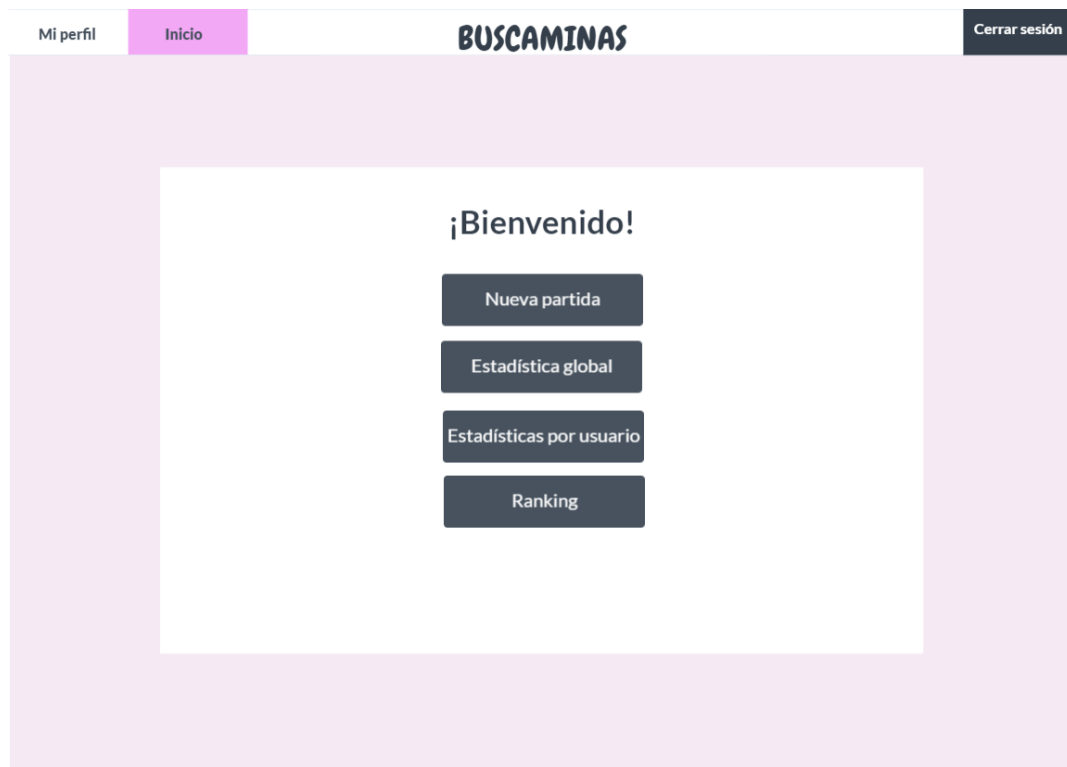 Mi perfil
Inicio
BUSCAMINAS
Cerrar sesión
¡Bienvenido!
Nueva partida
Estadística global
Estadísticas por usuario
Ranking